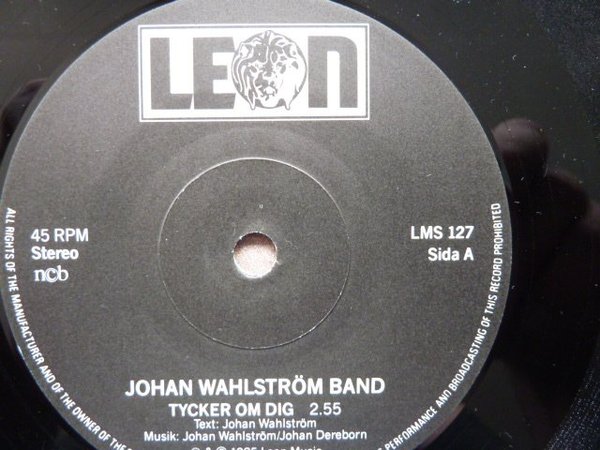 LEON
45 RPM
Stereo
ncb
LMS 127
Sida A
JOHAN WAHLSTRÖM BAND
TYCKER OM DIG 2.55
Text: Johan Wahlström
Musik: Johan Wahlström/Johan Dereborn
Leon Music
ALL RIGHTS OF THE MANUFACTURER AND OF THE OWNER OF THE
PERFORMANCE AND BROADCASTING OF THIS RECORD PROHIBITED